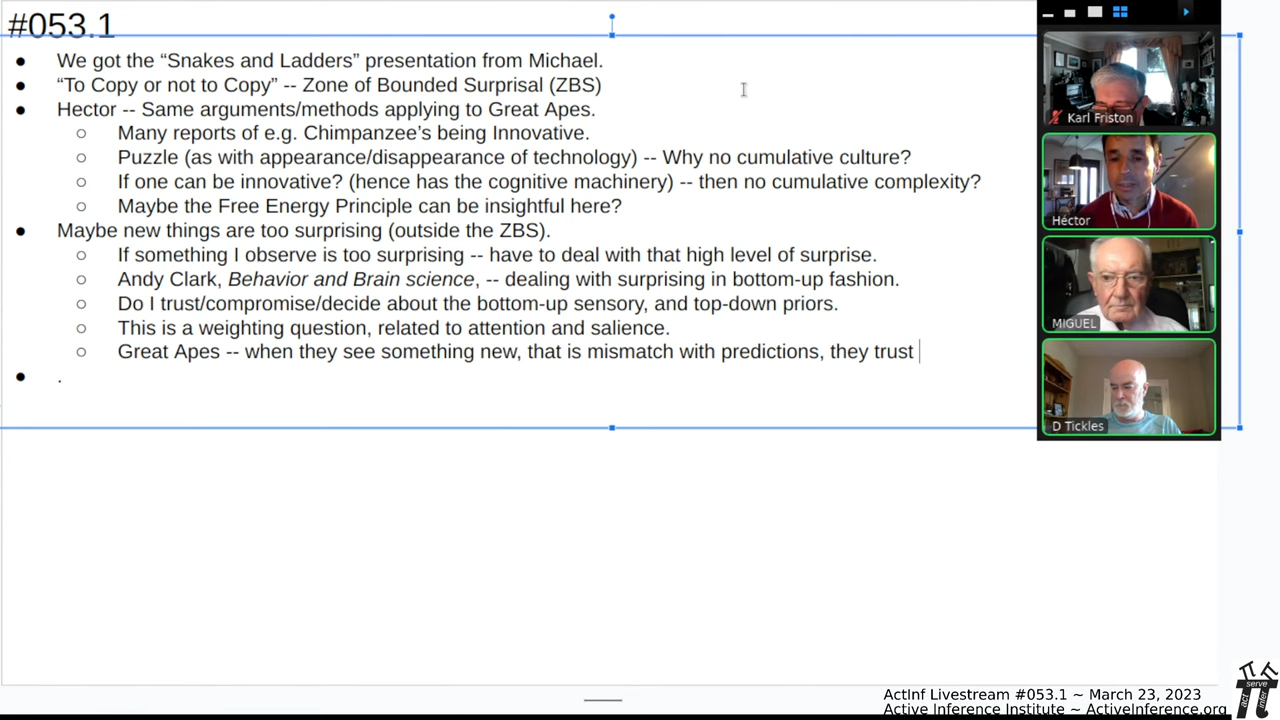 #053.1
● We got the “Snakes and Ladders” presentation from Michael.
● “To Copy or not to Copy” -- Zone of Bounded Surprisal (ZBS)
● Hector -- Same arguments/methods applying to Great Apes.
○ Many reports of e.g. Chimpanzee’s being Innovative.
○ Puzzle (as with appearance/disappearance of technology) -- Why no cumulative culture?
○ If one can be innovative? (hence has the cognitive machinery) -- then no cumulative complexity?
○ Maybe the Free Energy Principle can be insightful here?
● Maybe new things are too surprising (outside the ZBS).
○ If something I observe is too surprising -- have to deal with that high level of surprise.
○ Andy Clark, Behavior and Brain science, -- dealing with surprising in bottom-up fashion.
○ Do I trust/compromise/decide about the bottom-up sensory, and top-down priors.
○ This is a weighting question, related to attention and salience.
○ Great Apes -- when they see something new, that is mismatch with predictions, they trust
● .
Karl Friston
Héctor
MIGUEL
D Tickles
ActInf Livestream #053.1 ~ March 23, 2023
Active Inference Institute ~ ActiveInference.org
serve
act
infer